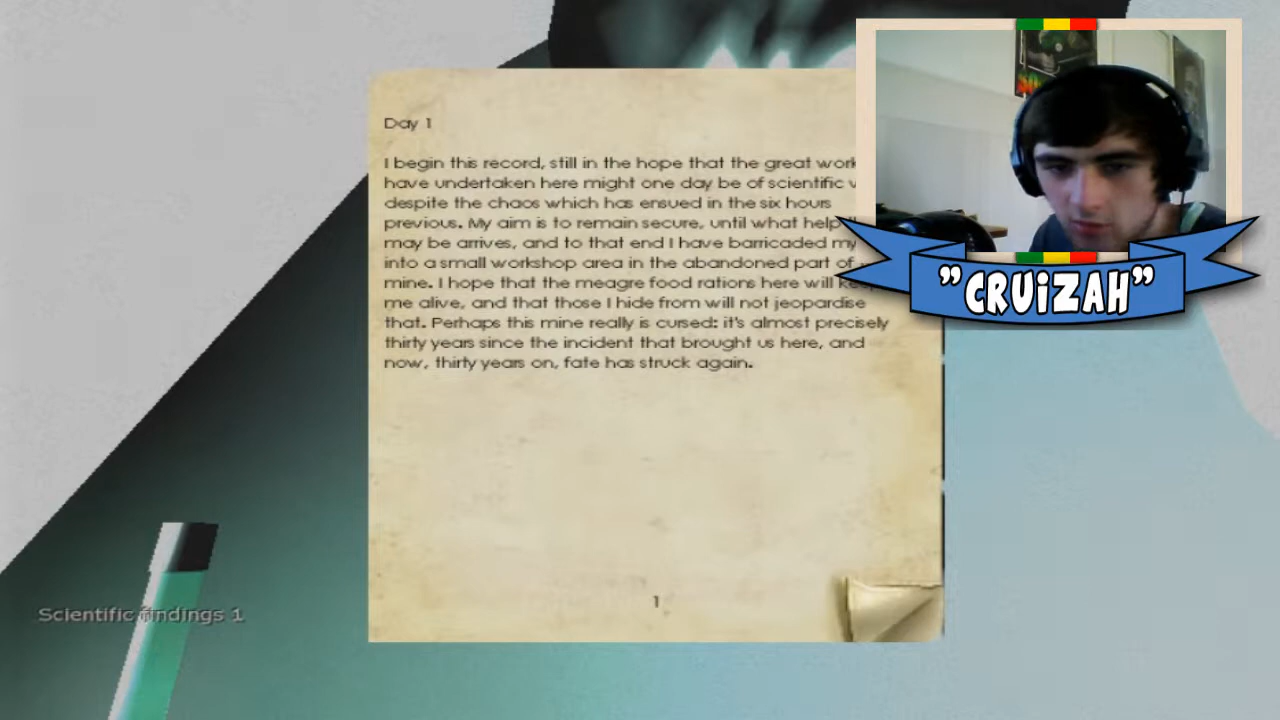 Day 1
I begin this record, still in the hope that the great work
have undertaken here might one day be of scientific
despite the chaos which has ensued in the six hours
previous. My aim is to remain secure, until what help
may be arrives, and to that end I have barricaded my
into a small workshop area in the abandoned part of
mine. I hope that the meagre food rations here will keep
me alive, and that those I hide from will not jeopardise
that. Perhaps this mine really is cursed: it's almost precisely
thirty years since the incident that brought us here, and
now, thirty years on, fate has struck again.
1
Scientific findings 1
"CRUiZAH"